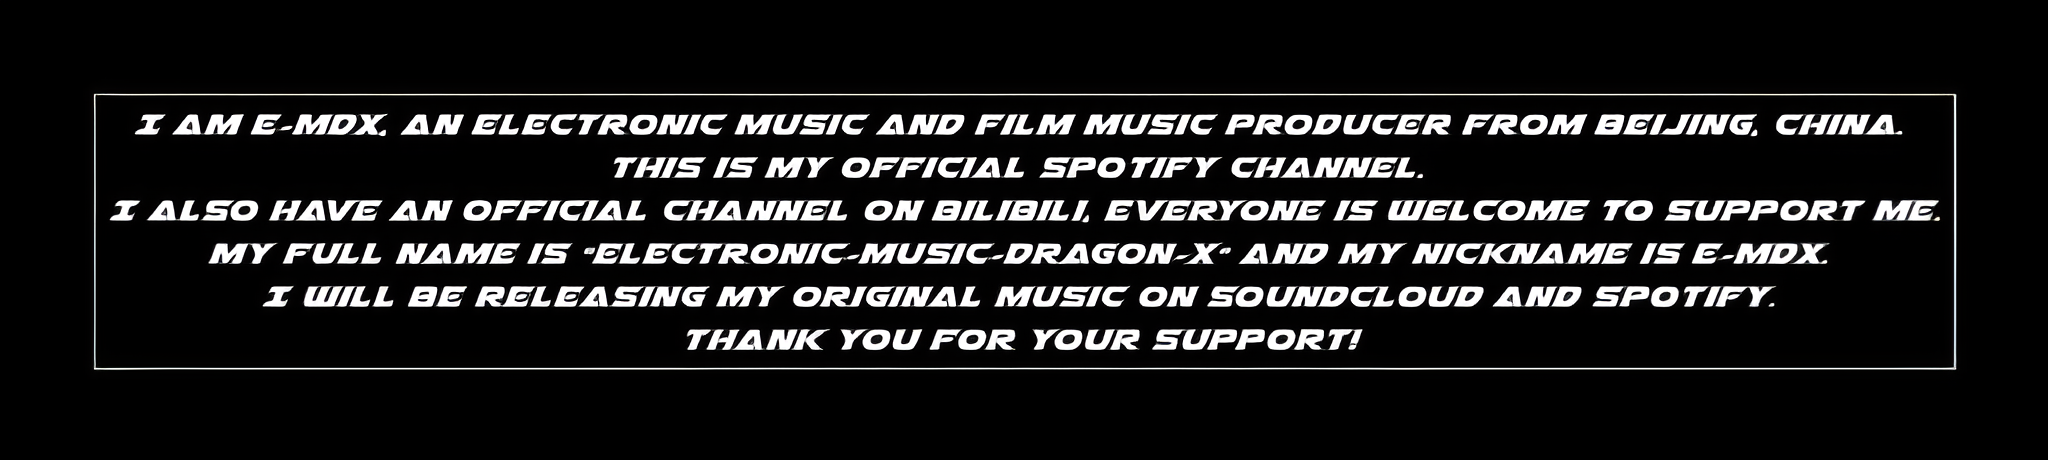 I AM E-MDX, AN ELECTRONIC MUSIC AND FILM MUSIC PRODUCER FROM BEIJING, CHINA.
THIS IS MY OFFICIAL SPOTIFY CHANNEL.
I ALSO HAVE AN OFFICIAL CHANNEL ON BILIBILI, EVERYONE IS WELCOME TO SUPPORT ME.
MY FULL NAME IS "ELECTRONIC-MUSIC-DRAGON-X" AND MY NICKNAME IS E-MDX.
I WILL BE RELEASING MY ORIGINAL MUSIC ON SOUNDCLOUD AND SPOTIFY.
THANK YOU FOR YOUR SUPPORT!